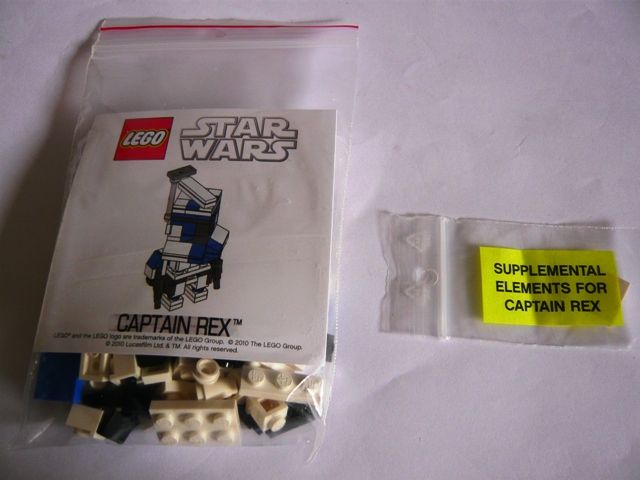 LEGO
STAR
WARS
CAPTAIN REX™
LEGO® and the LEGO logo are trademarks of the LEGO Group. © 2010 The LEGO Group.
© 2010 Lucasfilm Ltd. & TM. All rights reserved.
SUPPLEMENTAL
ELEMENTS FOR
CAPTAIN REX